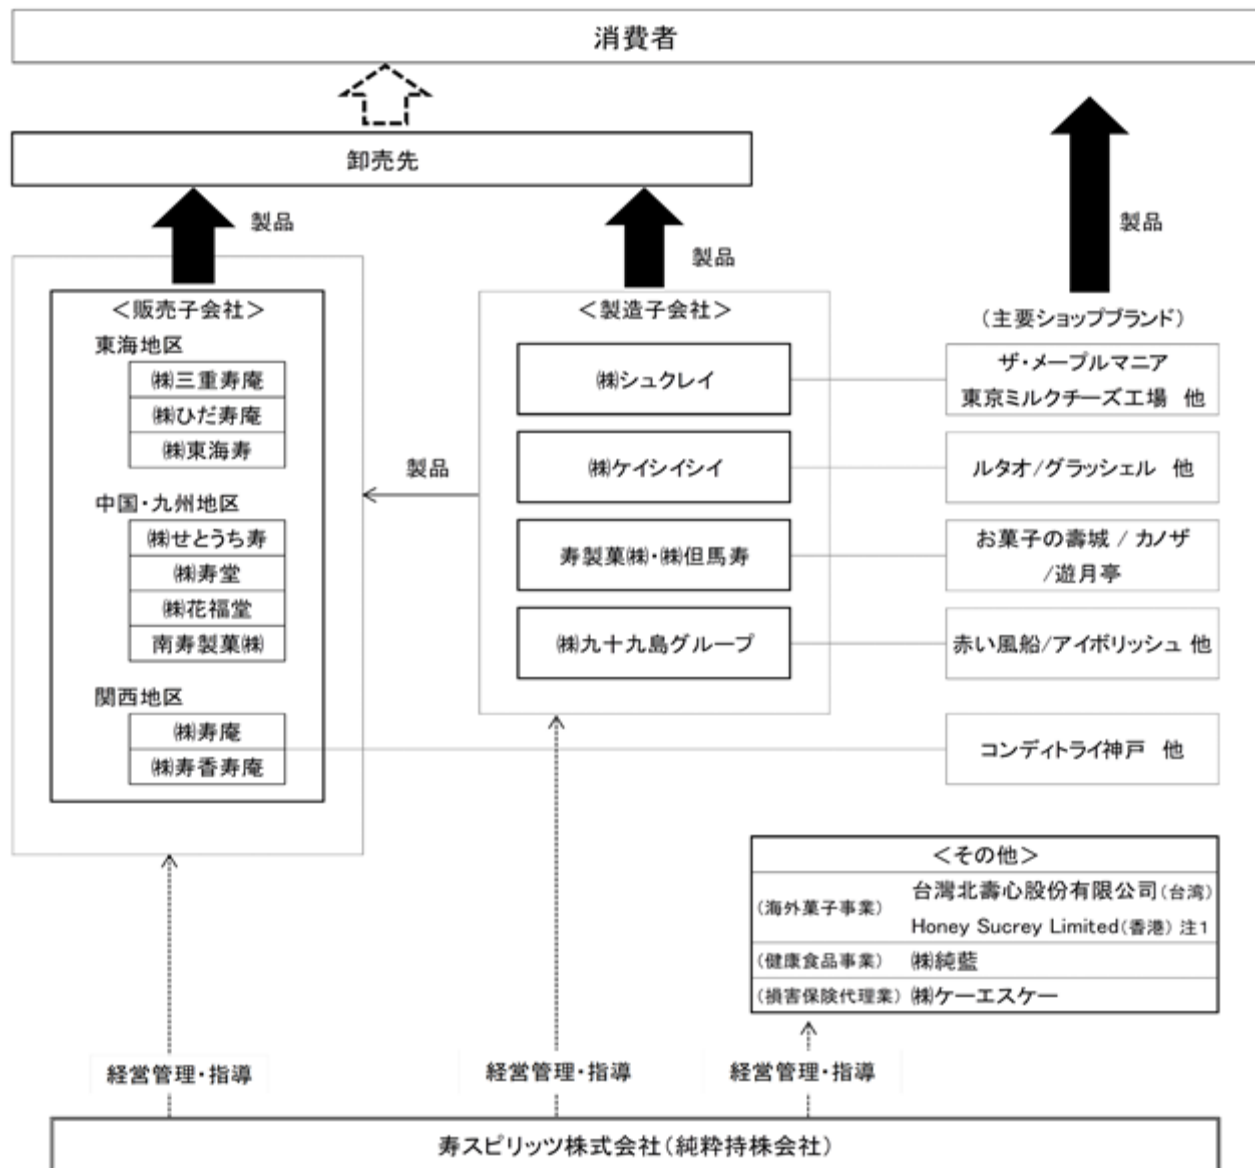 消費者
卸売先
製品
製品
製品
＜販売子会社＞
東海地区
㈱三重寿庵
㈱ひだ寿庵
㈱東海寿
中国・九州地区
㈱せとうち寿
㈱寿堂
㈱花福堂
南寿製菓㈱
関西地区
㈱寿庵
㈱寿香寿庵
製品
＜製造子会社＞
㈱シュクレイ
㈱ケイシイシイ
寿製菓㈱・㈱但馬寿
㈱九十九島グループ
（主要ショップブランド）
ザ・メープルマニア
東京ミルクチーズ工場 他
ルタオ/グラッシェル 他
お菓子の壽城 / カノザ
/遊月亭
赤い風船/アイボリッシュ 他
コンディトライ神戸 他
＜その他＞
（海外菓子事業） 台灣北壽心股份有限公司（台湾）
Honey Sucrey Limited（香港） 注1
（健康食品事業） ㈱純藍
（損害保険代理業） ㈱ケーエスケー
経営管理・指導
経営管理・指導
経営管理・指導
寿スピリッツ株式会社（純粋持株会社）